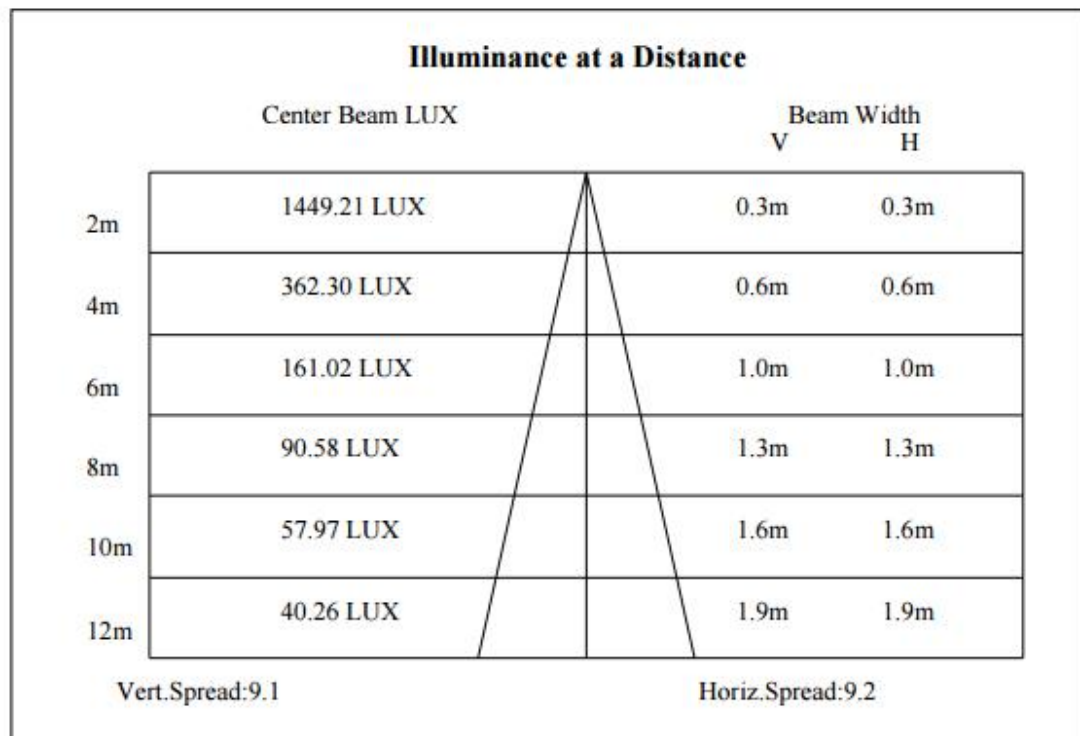 Illuminance at a Distance
Center Beam LUX Beam Width
V H
2m 1449.21 LUX 0.3m 0.3m
4m 362.30 LUX 0.6m 0.6m
6m 161.02 LUX 1.0m 1.0m
8m 90.58 LUX 1.3m 1.3m
10m 57.97 LUX 1.6m 1.6m
12m 40.26 LUX 1.9m 1.9m
Vert.Spread:9.1 Horiz.Spread:9.2